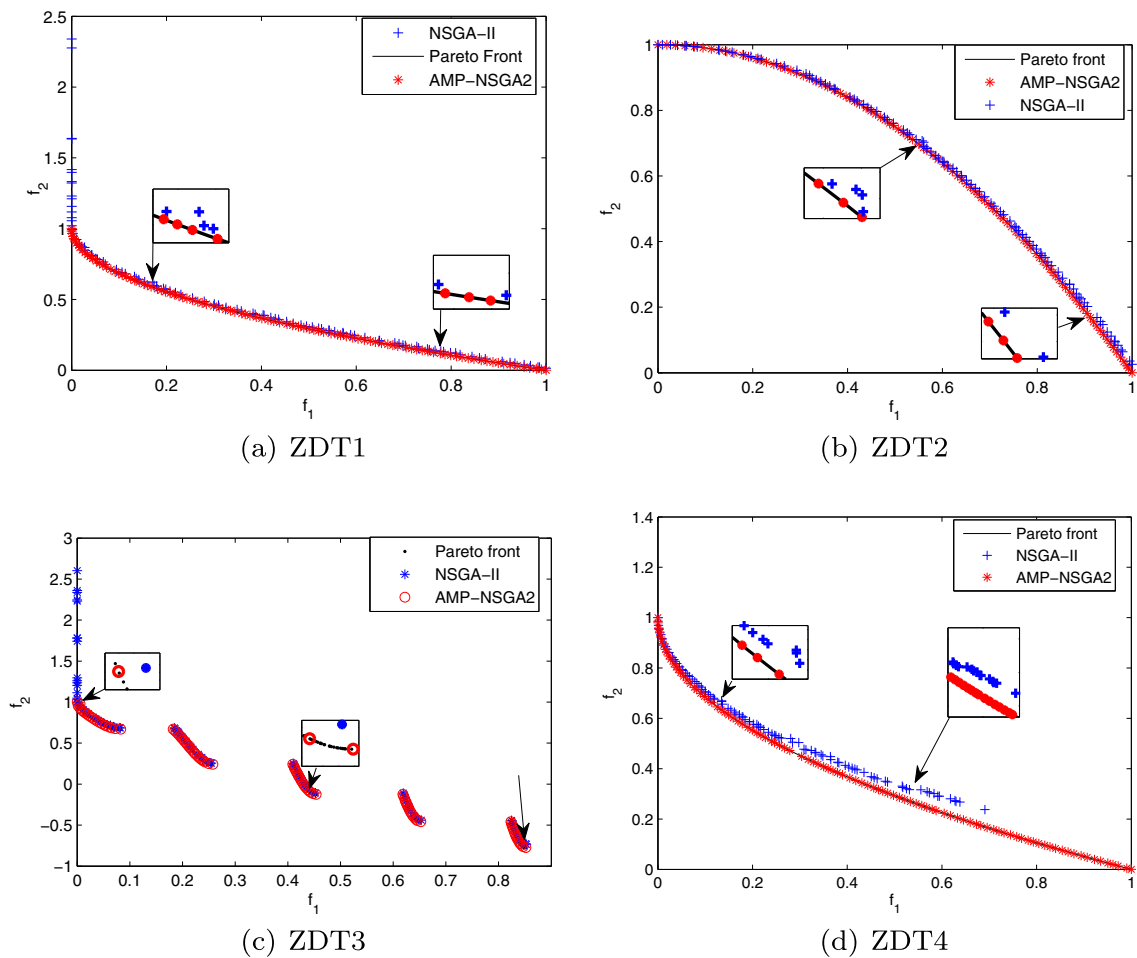 2.5
2
1.5
1
0.5
0
f2
0
0.2
0.4
0.6
0.8
1
f1
NSGA-II
Pareto Front
AMP-NSGA2
(a) ZDT1
1
0.8
0.6
0.4
0.2
0
f2
0
0.2
0.4
0.6
0.8
1
f1
Pareto front
AMP-NSGA2
NSGA-II
(b) ZDT2
3
2.5
2
1.5
1
0.5
0
−0.5
−1
f2
0
0.1
0.2
0.3
0.4
0.5
0.6
0.7
0.8
f1
Pareto front
NSGA-II
AMP-NSGA2
(c) ZDT3
1.4
1.2
1
0.8
0.6
0.4
0.2
0
f2
0
0.2
0.4
0.6
0.8
1
f1
Pareto front
NSGA-II
AMP-NSGA2
(d) ZDT4